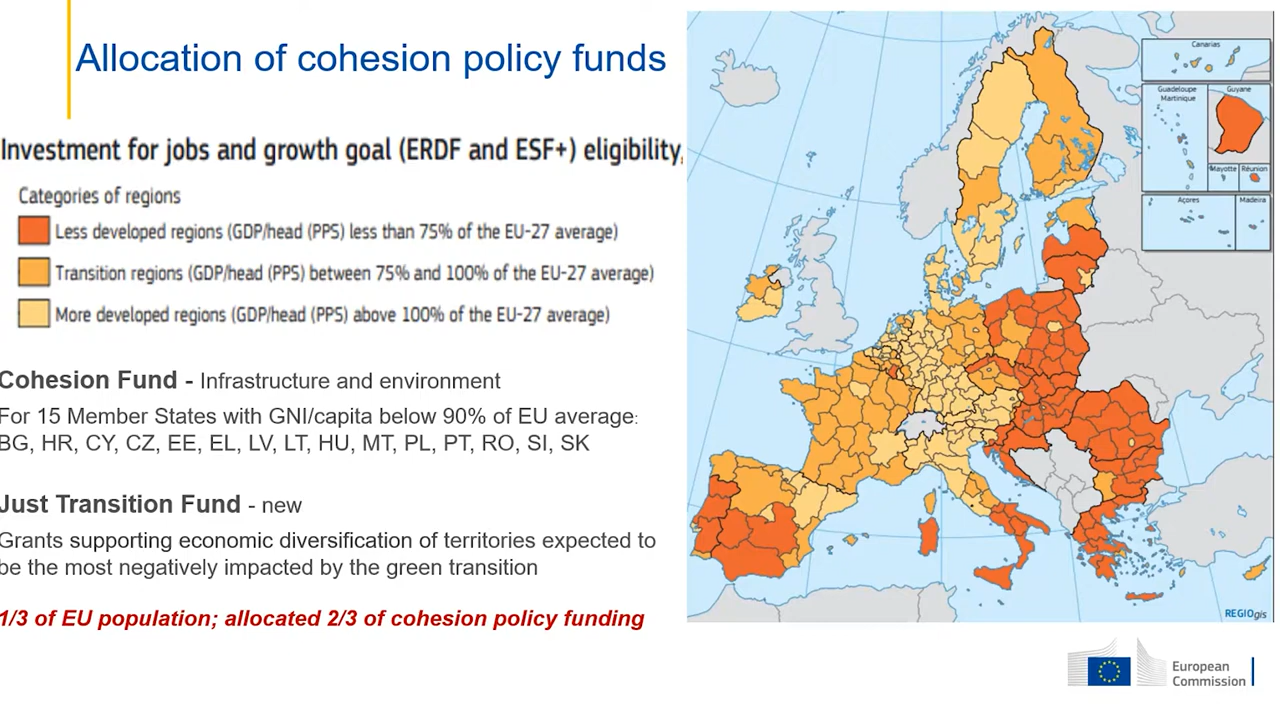 Allocation of cohesion policy funds
Investment for jobs and growth goal (ERDF and ESF+) eligibility,
Categories of regions
Less developed regions (GDP/head (PPS) less than 75% of the EU-27 average)
Transition regions (GDP/head (PPS) between 75% and 100% of the EU-27 average)
More developed regions (GDP/head (PPS) above 100% of the EU-27 average)
Cohesion Fund - Infrastructure and environment
For 15 Member States with GNI/capita below 90% of EU average:
BG, HR, CY, CZ, EE, EL, LV, LT, HU, MT, PL, PT, RO, SI, SK
Just Transition Fund - new
Grants supporting economic diversification of territories expected to
be the most negatively impacted by the green transition
1/3 of EU population; allocated 2/3 of cohesion policy funding
Canarias
Guadeloupe
Martinique
Guyane
Mayotte
Réunion
Açores
Madeira
REGIOgis
European
Commission